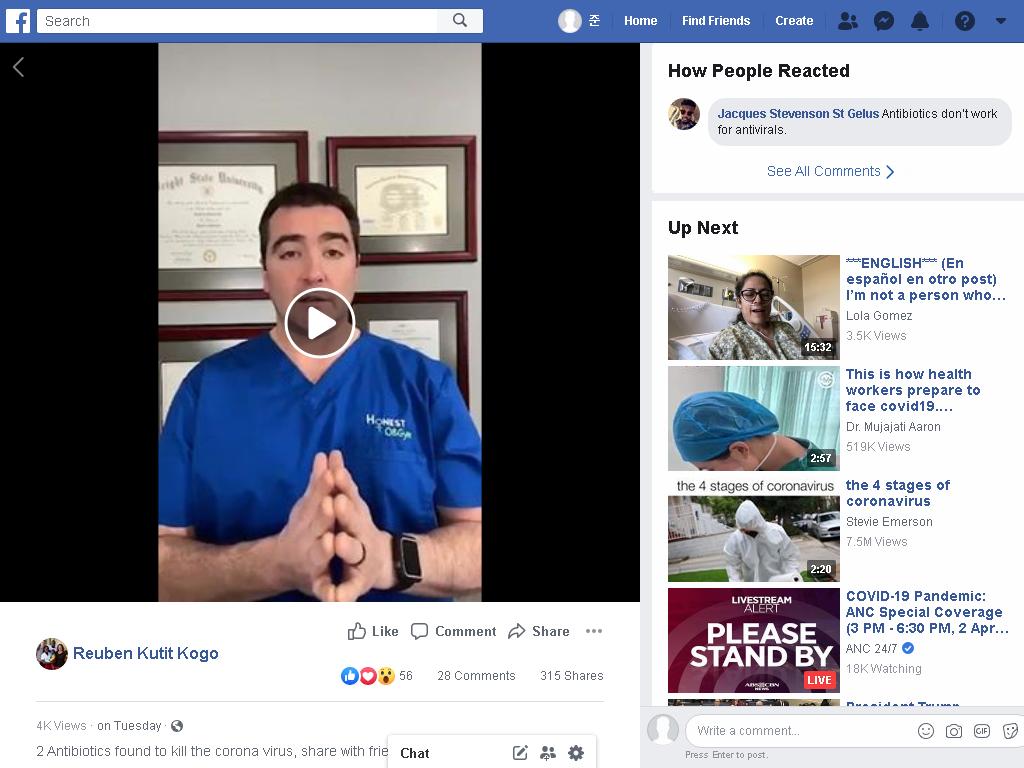 Search
준
Home
Find Friends
Create
right State University
HONEST
OBGyn
How People Reacted
Jacques Stevenson St Gelus Antibiotics don't work
for antivirals.
See All Comments
Up Next
***ENGLISH*** (En
español en otro post)
I'm not a person who...
Lola Gomez
3.5K Views
15:32
This is how health
workers prepare to
face covid19....
Dr. Mujajati Aaron
519K Views
2:57
the 4 stages of coronavirus
the 4 stages of
coronavirus
Stevie Emerson
7.5M Views
2:20
LIVESTREAM
ALERT
PLEASE
STAND BY
ABS-CBN
NEWS
LIVE
COVID-19 Pandemic:
ANC Special Coverage
(3 PM - 6:30 PM, 2 Apr...
ANC 24/7
18K Watching
President Trump
Like
Comment
Share
Reuben Kutit Kogo
56
28 Comments
315 Shares
4K Views · on Tuesday ·
2 Antibiotics found to kill the corona virus, share with frie
Chat
Write a comment...
GIF
Press Enter to post.